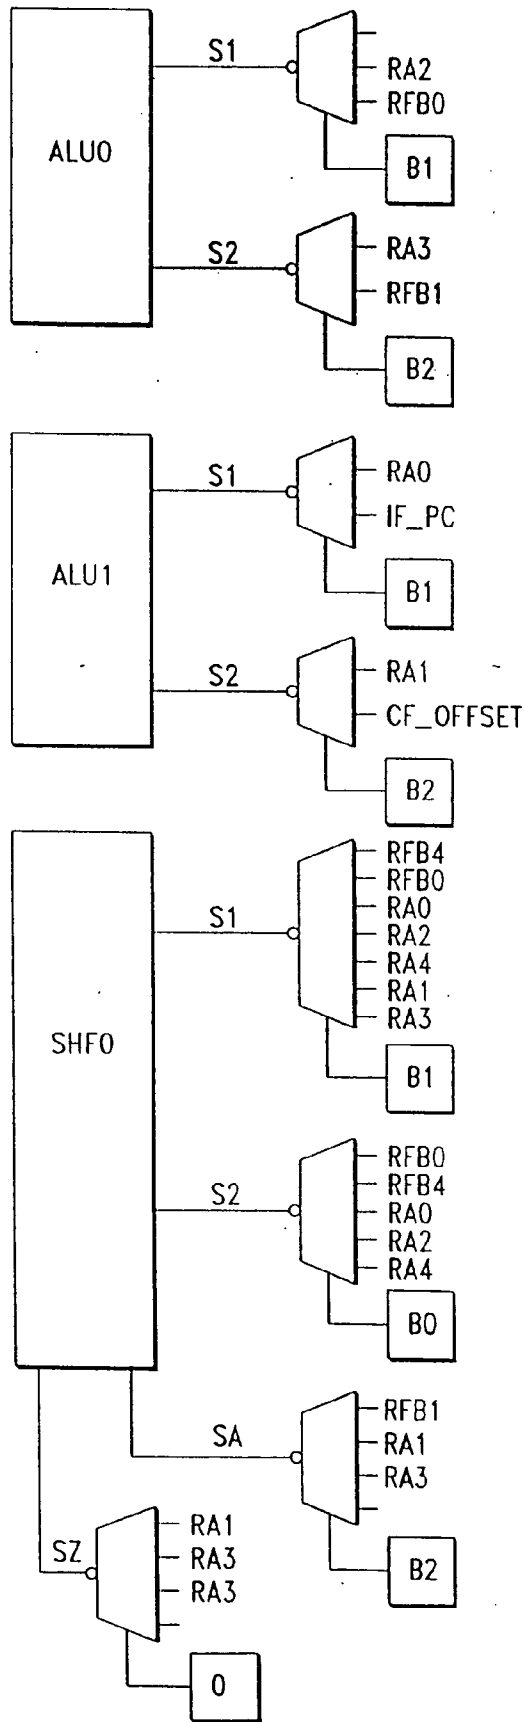 S1
RA2
RFB0
ALU0
B1
S2
RA3
RFB1
B2
S1
RA0
IF_PC
ALU1
B1
S2
RA1
CF_OFFSET
B2
RFB4
RFB0
RA0
S1
RA2
RA4
RA1
RA3
SHF0
B1
RFB0
RFB4
S2
RA0
RA2
RA4
B0
RFB1
SA
RA1
RA3
RA1
SZ
RA3
RA3
B2
0